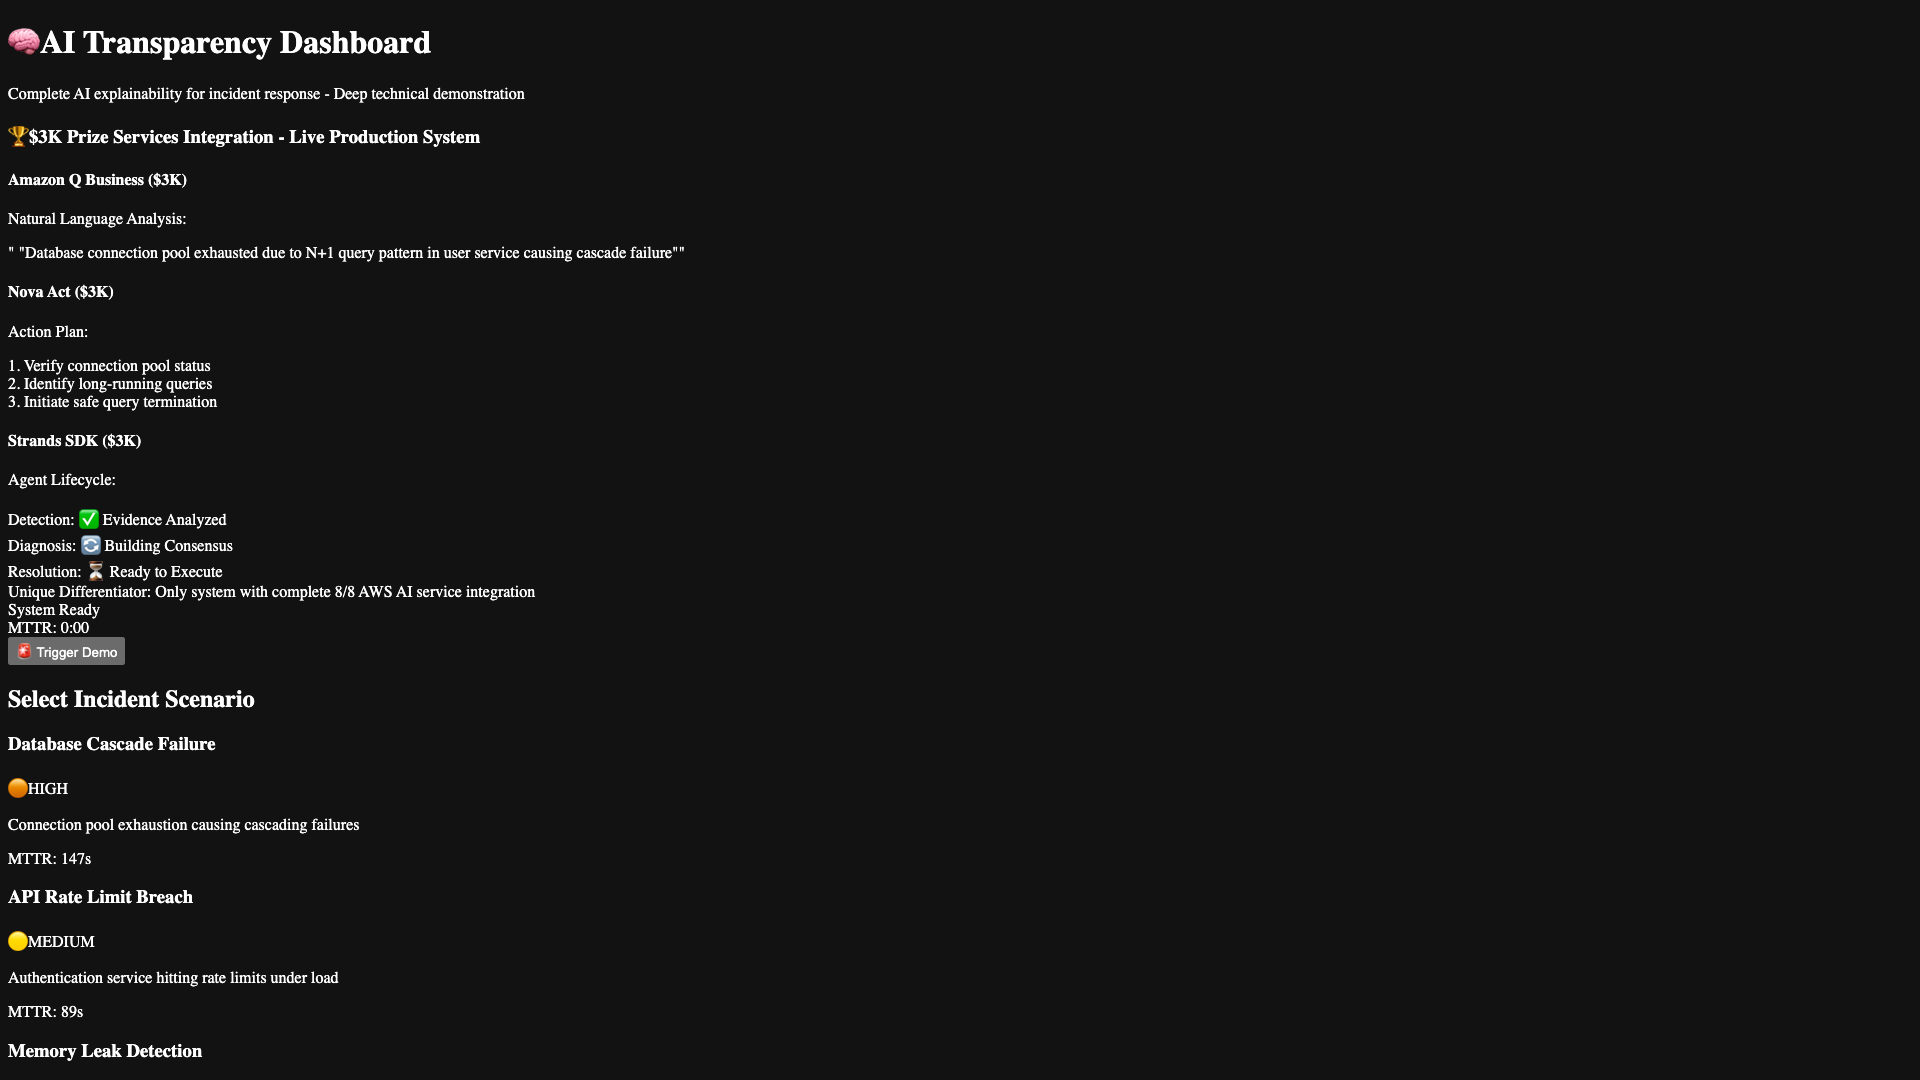 🧠AI Transparency Dashboard
Complete AI explainability for incident response - Deep technical demonstration
🏆$3K Prize Services Integration - Live Production System
Amazon Q Business ($3K)
Natural Language Analysis:
" "Database connection pool exhausted due to N+1 query pattern in user service causing cascade failure""
Nova Act ($3K)
Action Plan:
1. Verify connection pool status
2. Identify long-running queries
3. Initiate safe query termination
Strands SDK ($3K)
Agent Lifecycle:
Detection: ✅ Evidence Analyzed
Diagnosis: 🔄 Building Consensus
Resolution: ⏳ Ready to Execute
Unique Differentiator: Only system with complete 8/8 AWS AI service integration
System Ready
MTTR: 0:00
🚨 Trigger Demo
Select Incident Scenario
Database Cascade Failure
🟠HIGH
Connection pool exhaustion causing cascading failures
MTTR: 147s
API Rate Limit Breach
🟡MEDIUM
Authentication service hitting rate limits under load
MTTR: 89s
Memory Leak Detection